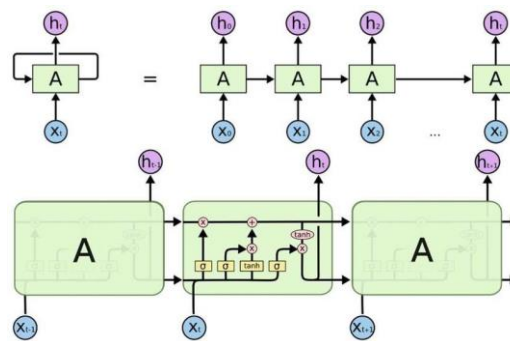 hₜ = h₀ h₁ h₂ hₜ
A A A A A
xₜ x₀ x₁ x₂ ... xₜ
hₜ₋₁ hₜ hₜ₊₁
A x + tanh x x σ σ tanh σ A
xₜ₋₁ xₜ xₜ₊₁